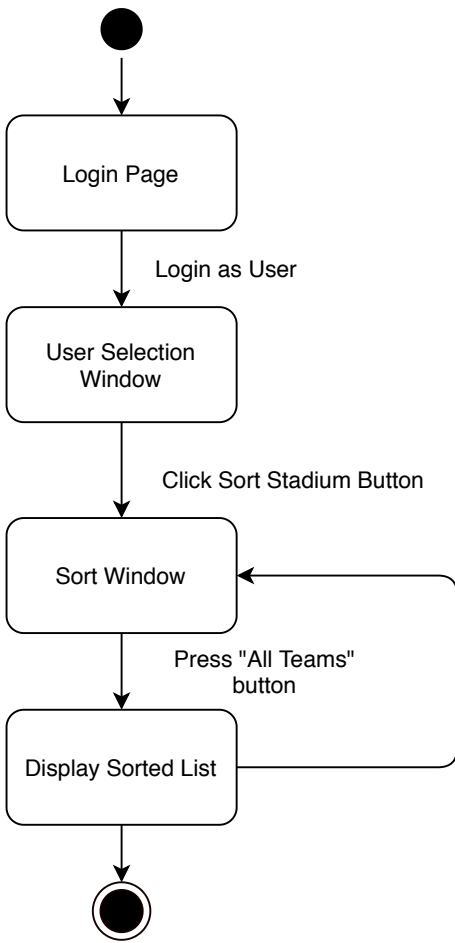 Login Page
Login as User
User Selection
Window
Click Sort Stadium Button
Sort Window
Press "All Teams"
button
Display Sorted List